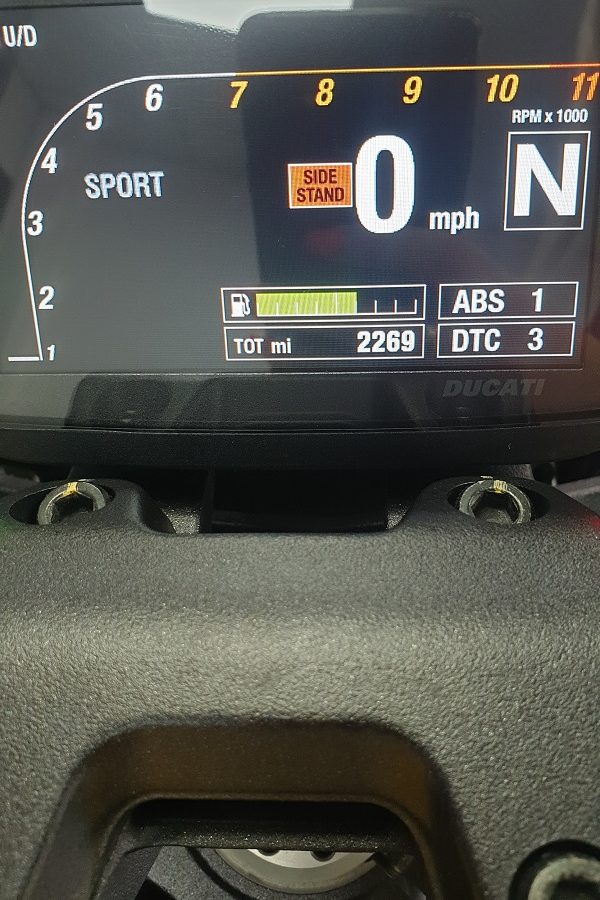 U/D
1
2
3
4
5
6
7
8
9
10
11
RPM x 1000
SPORT
SIDE
STAND
0 mph
N
ABS 1
TOT mi 2269
DTC 3
DUCATI